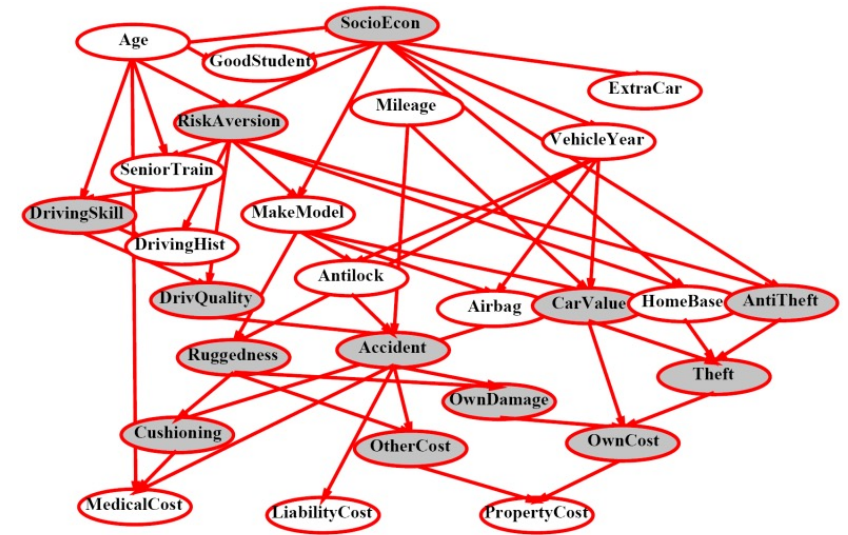 SocioEcon
Age
GoodStudent
ExtraCar
Mileage
RiskAversion
VehicleYear
SeniorTrain
DrivingSkill
MakeModel
DrivingHist
Antilock
DrivQuality
Airbag
CarValue
HomeBase
AntiTheft
Accident
Ruggedness
Theft
OwnDamage
Cushioning
OtherCost
OwnCost
MedicalCost
LiabilityCost
PropertyCost